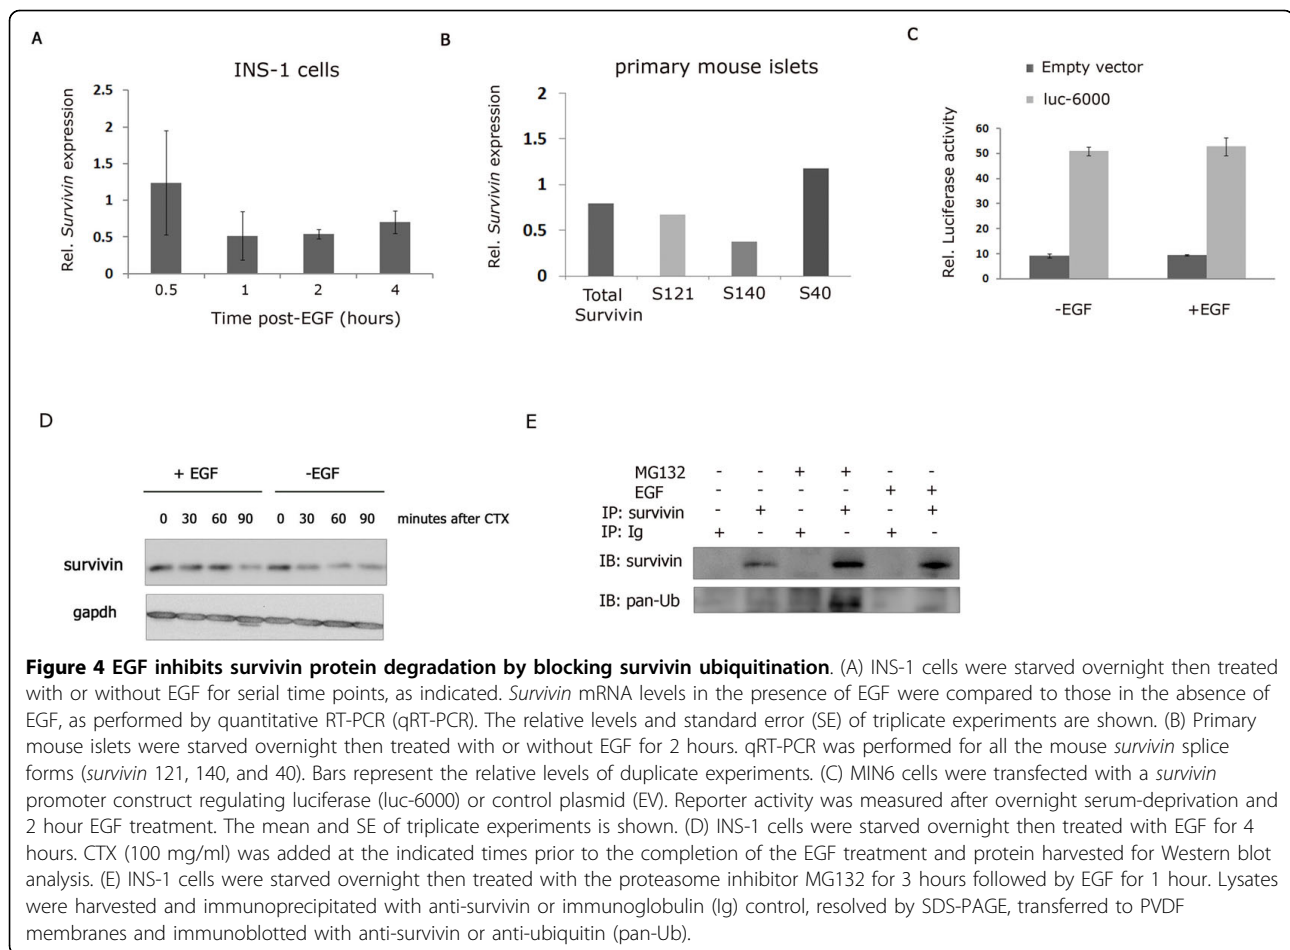 A
INS-1 cells
Rel. Survivin expression
2.5
2
1.5
1
0.5
0
0.5 1 2 4
Time post-EGF (hours)
B
primary mouse islets
Rel. Survivin expression
2
1.5
1
0.5
0
Total Survivin S121 S140 S40
C
Empty vector
luc-6000
Rel. Luciferase activity
60
50
40
30
20
10
0
-EGF +EGF
D
+ EGF -EGF
0 30 60 90 0 30 60 90 minutes after CTX
survivin
gapdh
E
MG132 - - + + - -
EGF - - - - + +
IP: survivin - + - + - +
IP: Ig + - + - + -
IB: survivin
IB: pan-Ub
Figure 4 EGF inhibits survivin protein degradation by blocking survivin ubiquitination. (A) INS-1 cells were starved overnight then treated
with or without EGF for serial time points, as indicated. Survivin mRNA levels in the presence of EGF were compared to those in the absence of
EGF, as performed by quantitative RT-PCR (qRT-PCR). The relative levels and standard error (SE) of triplicate experiments are shown. (B) Primary
mouse islets were starved overnight then treated with or without EGF for 2 hours. qRT-PCR was performed for all the mouse survivin splice
forms (survivin 121, 140, and 40). Bars represent the relative levels of duplicate experiments. (C) MIN6 cells were transfected with a survivin
promoter construct regulating luciferase (luc-6000) or control plasmid (EV). Reporter activity was measured after overnight serum-deprivation and
2 hour EGF treatment. The mean and SE of triplicate experiments is shown. (D) INS-1 cells were starved overnight then treated with EGF for 4
hours. CTX (100 mg/ml) was added at the indicated times prior to the completion of the EGF treatment and protein harvested for Western blot
analysis. (E) INS-1 cells were starved overnight then treated with the proteasome inhibitor MG132 for 3 hours followed by EGF for 1 hour. Lysates
were harvested and immunoprecipitated with anti-survivin or immunoglobulin (Ig) control, resolved by SDS-PAGE, transferred to PVDF
membranes and immunoblotted with anti-survivin or anti-ubiquitin (pan-Ub).